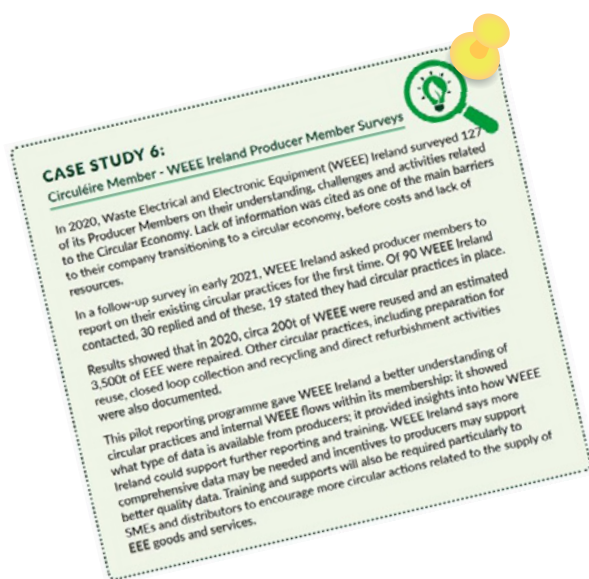 CASE STUDY 6:
Circuléire Member - WEEE Ireland Producer Member Surveys
In 2020, Waste Electrical and Electronic Equipment (WEEE) Ireland surveyed 127
of its Producer Members on their understanding, challenges and activities related
to the Circular Economy. Lack of information was cited as one of the main barriers
to their company transitioning to a circular economy, before costs and lack of
resources.
In a follow-up survey in early 2021, WEEE Ireland asked producer members to
report on their existing circular practices for the first time. Of 90 WEEE Ireland
contacted, 30 replied and of these, 19 stated they had circular practices in place.
Results showed that in 2020, circa 200t of WEEE were reused and an estimated
3,500t of EEE were repaired. Other circular practices, including preparation for
reuse, closed loop collection and recycling and direct refurbishment activities
were also documented.
This pilot reporting programme gave WEEE Ireland a better understanding of
circular practices and internal WEEE flows within its membership: it showed
what type of data is available from producers; it provided insights into how WEEE
Ireland could support further reporting and training. WEEE Ireland says more
comprehensive data may be needed and incentives to producers may support
better quality data. Training and supports will also be required particularly to
SMEs and distributors to encourage more circular actions related to the supply of
EEE goods and services.